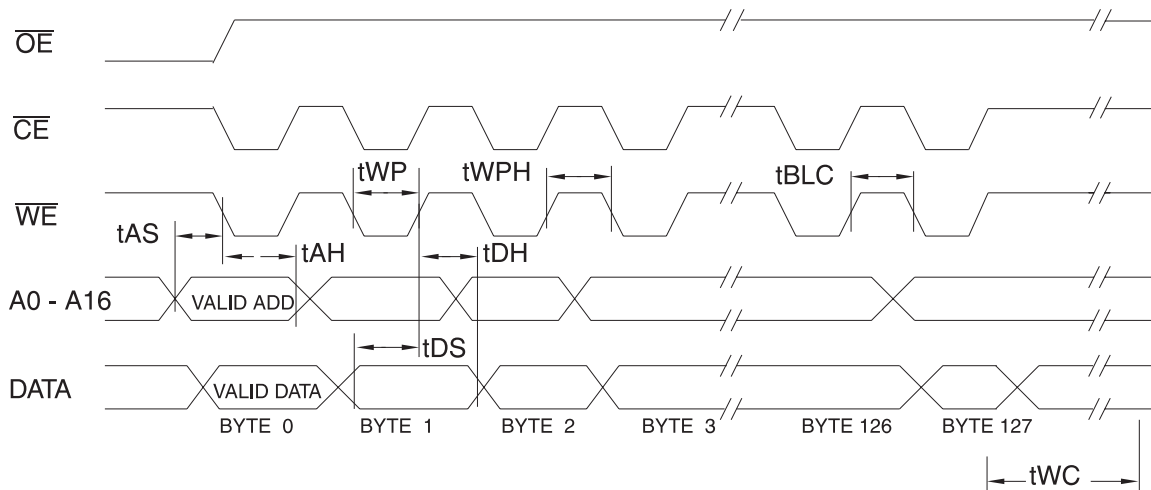 OE
CE
tWP
tWPH
tBLC
WE
tAS
tAH
tDH
A0 - A16
VALID ADD
tDS
DATA
VALID DATA
BYTE 0
BYTE 1
BYTE 2
BYTE 3
BYTE 126
BYTE 127
tWC